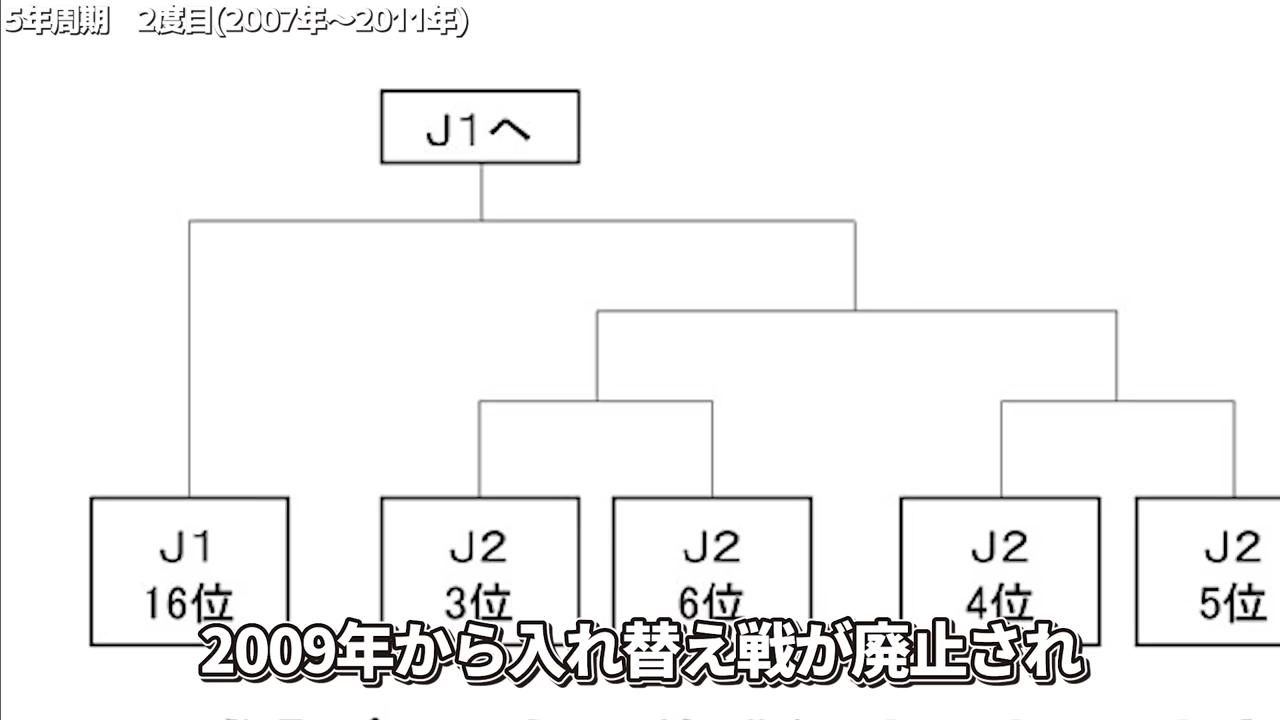 5年周期　2度目(2007年～2011年)
J1へ
J1
16位
J2
3位
J2
6位
J2
4位
J2
5位
2009年から入れ替え戦が廃止され